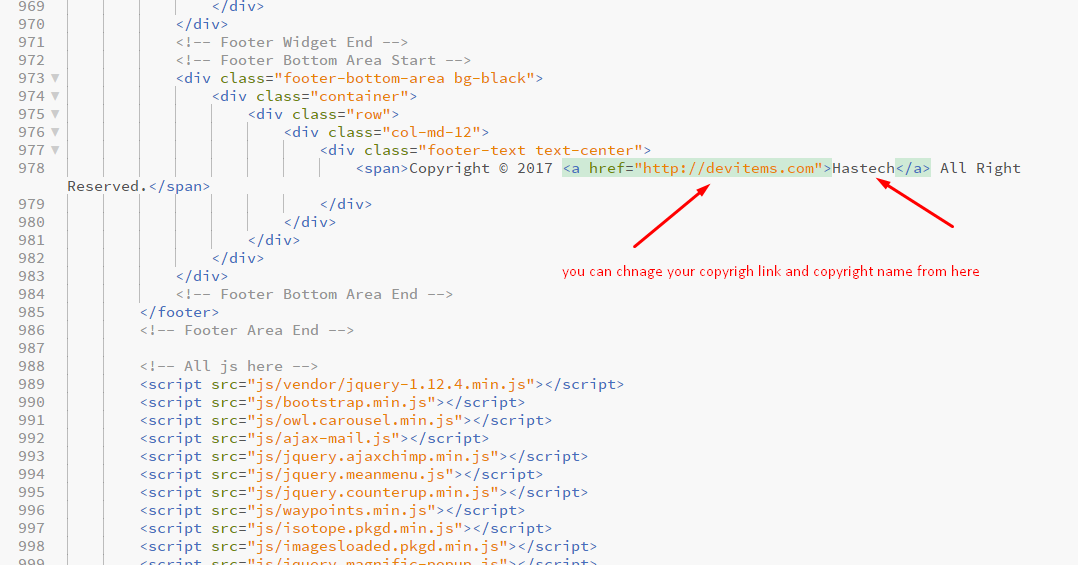 969 </div>
970 </div>
971 <!-- Footer Widget End -->
972 <!-- Footer Bottom Area Start -->
973 <div class="footer-bottom-area bg-black">
974 <div class="container">
975 <div class="row">
976 <div class="col-md-12">
977 <div class="footer-text text-center">
978 <span>Copyright © 2017 <a href="http://devitems.com">Hastech</a> All Right
Reserved.</span>
979 </div>
980 </div>
981 </div>
982 </div>
you can chnage your copyrigh link and copyright name from here
983 </div>
984 <!-- Footer Bottom Area End -->
985 </footer>
986 <!-- Footer Area End -->
987
988 <!-- All js here -->
989 <script src="js/vendor/jquery-1.12.4.min.js"></script>
990 <script src="js/bootstrap.min.js"></script>
991 <script src="js/owl.carousel.min.js"></script>
992 <script src="js/ajax-mail.js"></script>
993 <script src="js/jquery.ajaxchimp.min.js"></script>
994 <script src="js/jquery.meanmenu.js"></script>
995 <script src="js/jquery.counterup.min.js"></script>
996 <script src="js/waypoints.min.js"></script>
997 <script src="js/isotope.pkgd.min.js"></script>
998 <script src="js/imagesloaded.pkgd.min.js"></script>
999 <script src="js/jquery.magnific-popup.js"></script>